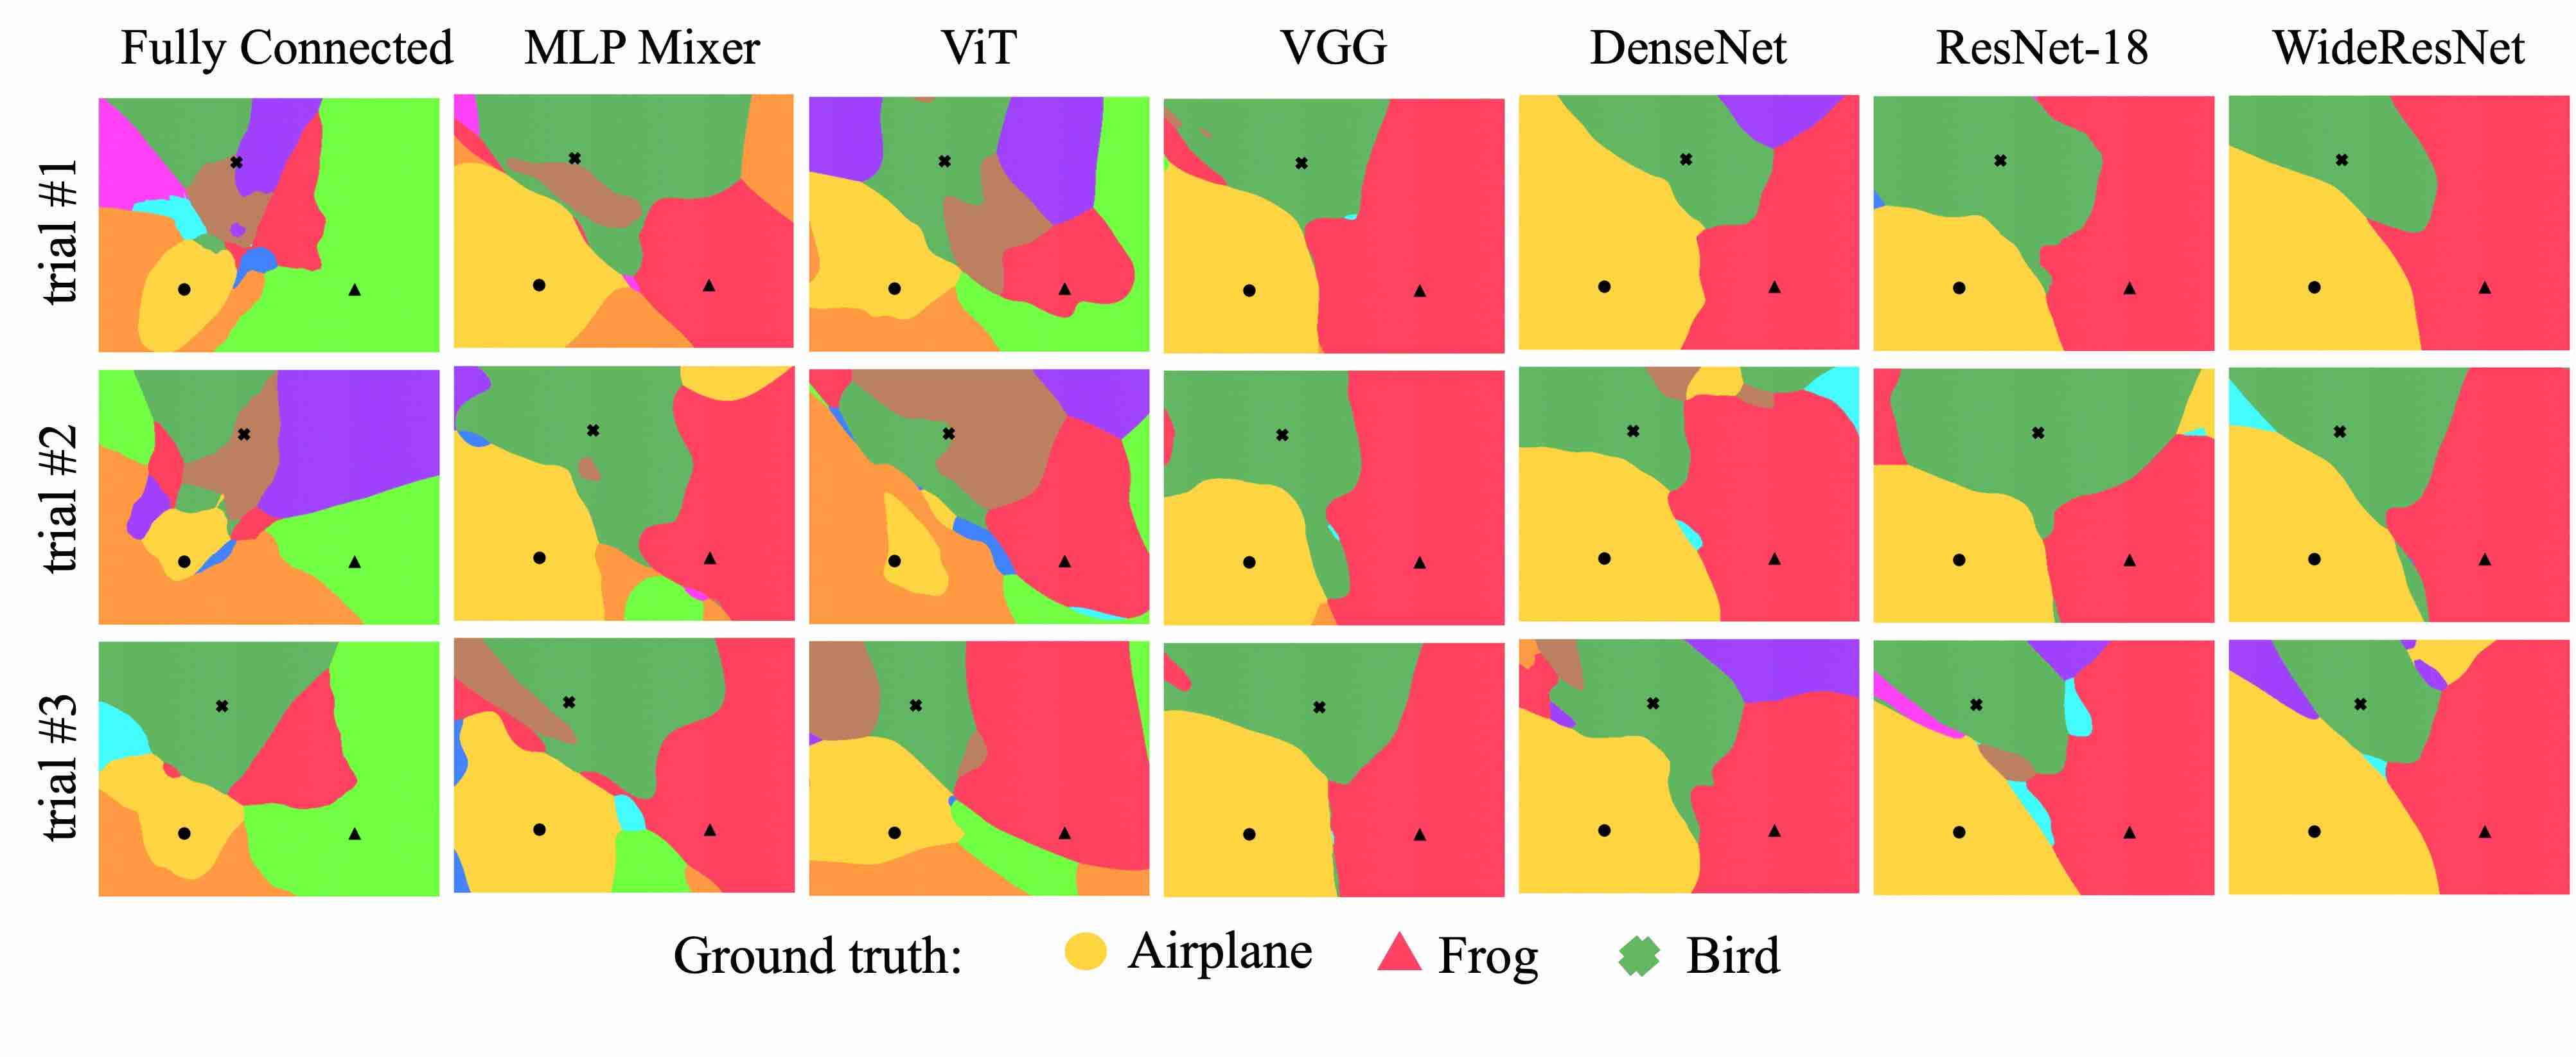 Fully Connected MLP Mixer ViT VGG DenseNet ResNet-18 WideResNet
trial #1
trial #2
trial #3
Ground truth: Airplane Frog Bird